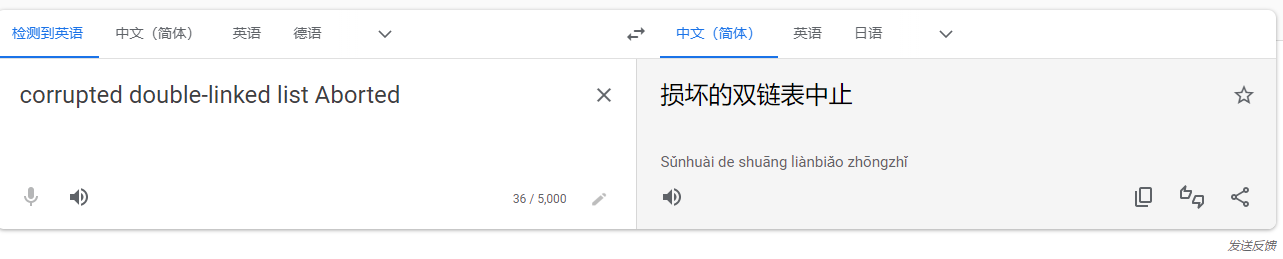 检测到英语 中文（简体） 英语 德语 中文（简体） 英语 日语
corrupted double-linked list Aborted
损坏的双链表中止
Sǔnhuài de shuāng liànbiǎo zhōngzhǐ
36 / 5,000
发送反馈